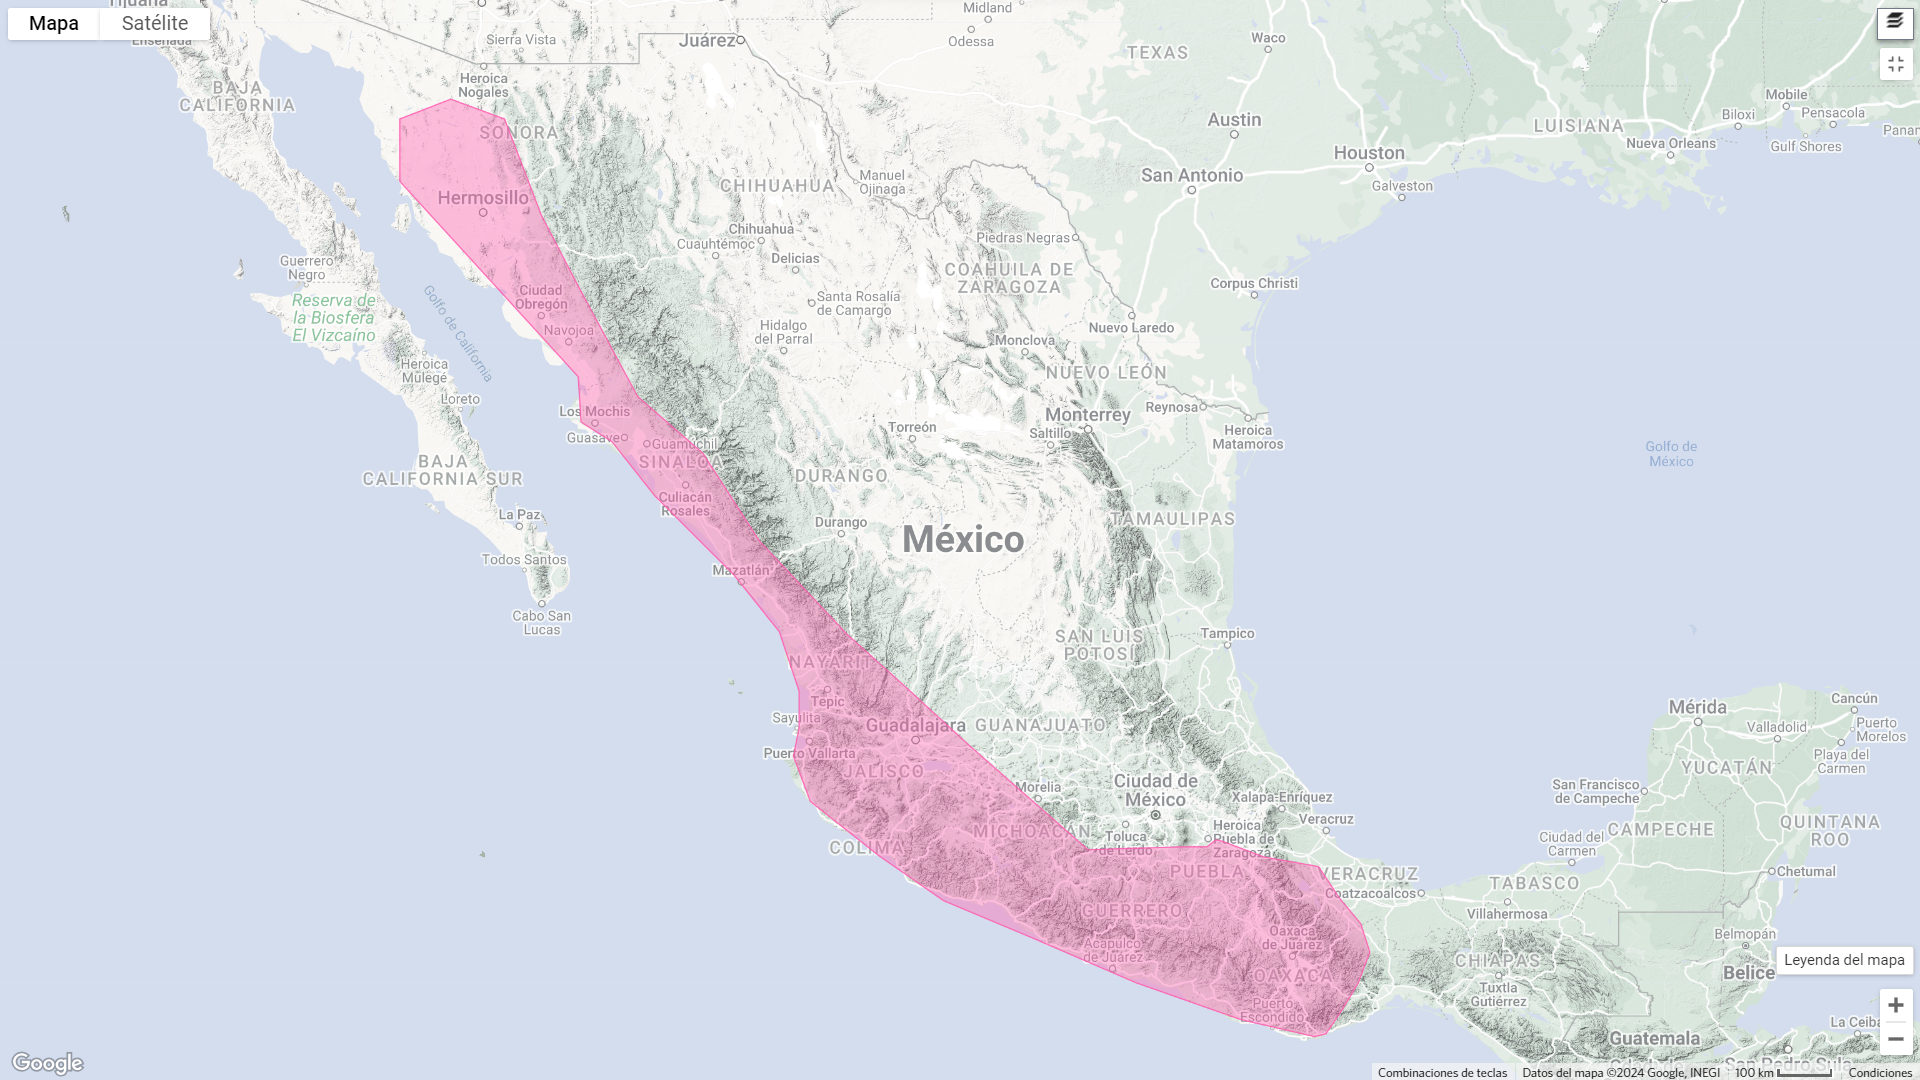 Mapa
Satélite
Tijuana
Ensenada
Sierra Vista
Juárez
Midland
Odessa
TEXAS
Waco
Heroica
Nogales
BAJA
CALIFORNIA
SONORA
Austin
LUISIANA
Mobile
Biloxi
Pensacola
Gulf Shores
Nueva Orleans
Houston
Galveston
San Antonio
Manuel
Ojinaga
CHIHUAHUA
Hermosillo
Chihuahua
Cuauhtémoc
Delicias
Piedras Negras
COAHUILA DE
ZARAGOZA
Corpus Christi
Guerrero
Negro
Reserva de
la Biosfera
El Vizcaíno
Golfo de California
Ciudad
Obregón
Navojoa
Santa Rosalía
de Camargo
Hidalgo
del Parral
Nuevo Laredo
Monclova
Heroica
Mulegé
Loreto
NUEVO LEÓN
Los Mochis
Guasave
Guamúchil
SINALOA
Torreón
Monterrey
Saltillo
Reynosa
Heroica
Matamoros
Golfo de
México
BAJA
CALIFORNIA SUR
DURANGO
Culiacán
Rosales
La Paz
Durango
TAMAULIPAS
México
Todos Santos
Mazatlán
Cabo San
Lucas
SAN LUIS
POTOSÍ
Tampico
NAYARIT
Tepic
Sayulita
Guadalajara
GUANAJUATO
Puerto Vallarta
JALISCO
Morelia
Ciudad de
México
Xalapa-Enríquez
Veracruz
Mérida
Cancún
Valladolid
Puerto
Morelos
Playa del
Carmen
YUCATÁN
San Francisco
de Campeche
MICHOACÁN
Toluca
de Lerdo
Heroica
Puebla de
Zaragoza
COLIMA
Ciudad del
Carmen
CAMPECHE
QUINTANA
ROO
PUEBLA
VERACRUZ
Coatzacoalcos
TABASCO
Villahermosa
Chetumal
GUERRERO
Acapulco
de Juárez
Oaxaca
de Juárez
OAXACA
Puerto
Escondido
CHIAPAS
Tuxtla
Gutiérrez
Belmopán
Belice
Leyenda del mapa
La Ceiba
Guatemala
San Pedro Sula
Google
Combinaciones de teclas
Datos del mapa ©2024 Google, INEGI
100 km
Condiciones